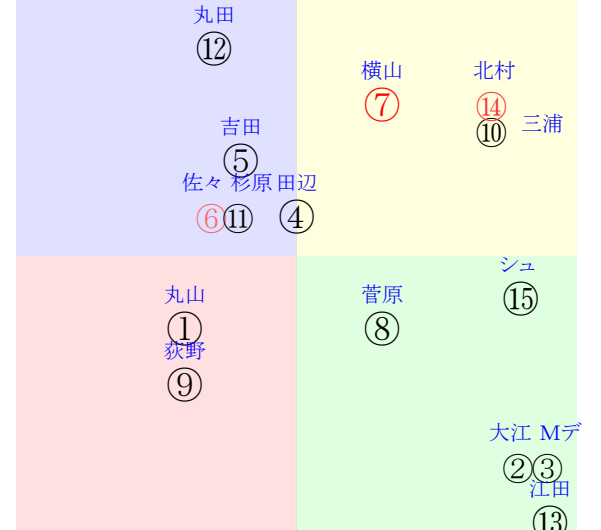 丸田
⑫
横山
⑦
北村
⑭
⑩ 三浦
吉田
⑤
佐々 杉原 田辺
⑥⑪ ④
シュ
⑮
丸山
①
菅原
⑧
荻野
⑨
大江 Mデ
②③
江田
⑬